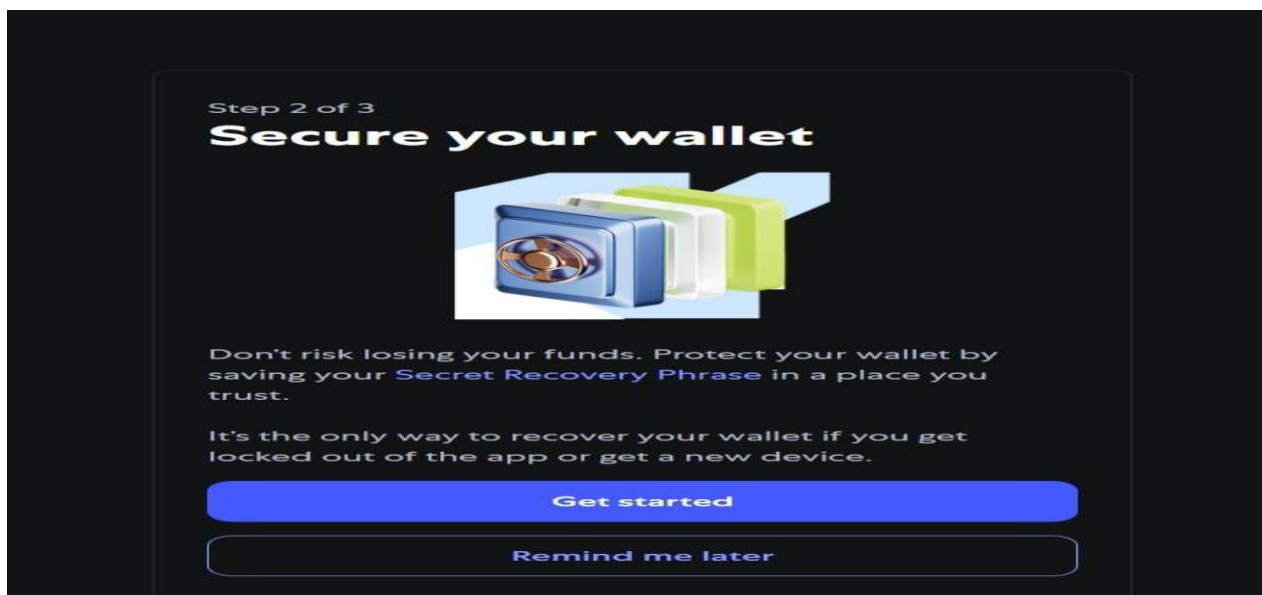 Step 2 of 3
Secure your wallet
Don't risk losing your funds. Protect your wallet by
saving your Secret Recovery Phrase in a place you
trust.
It's the only way to recover your wallet if you get
locked out of the app or get a new device.
Get started
Remind me later